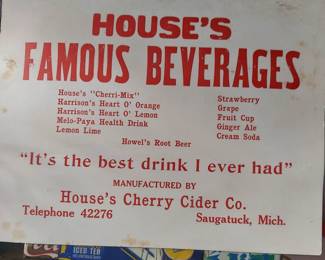 HOUSE'S
FAMOUS BEVERAGES
House's "Cherri-Mix"
Harrison's Heart O' Orange
Harrison's Heart O' Lemon
Melo-Paya Health Drink
Lemon Lime
Strawberry
Grape
Fruit Cup
Ginger Ale
Cream Soda
Howel's Root Beer
"It's the best drink I ever had"
MANUFACTURED BY
House's Cherry Cider Co.
Telephone 42276 Saugatuck, Mich.
ICED TEA